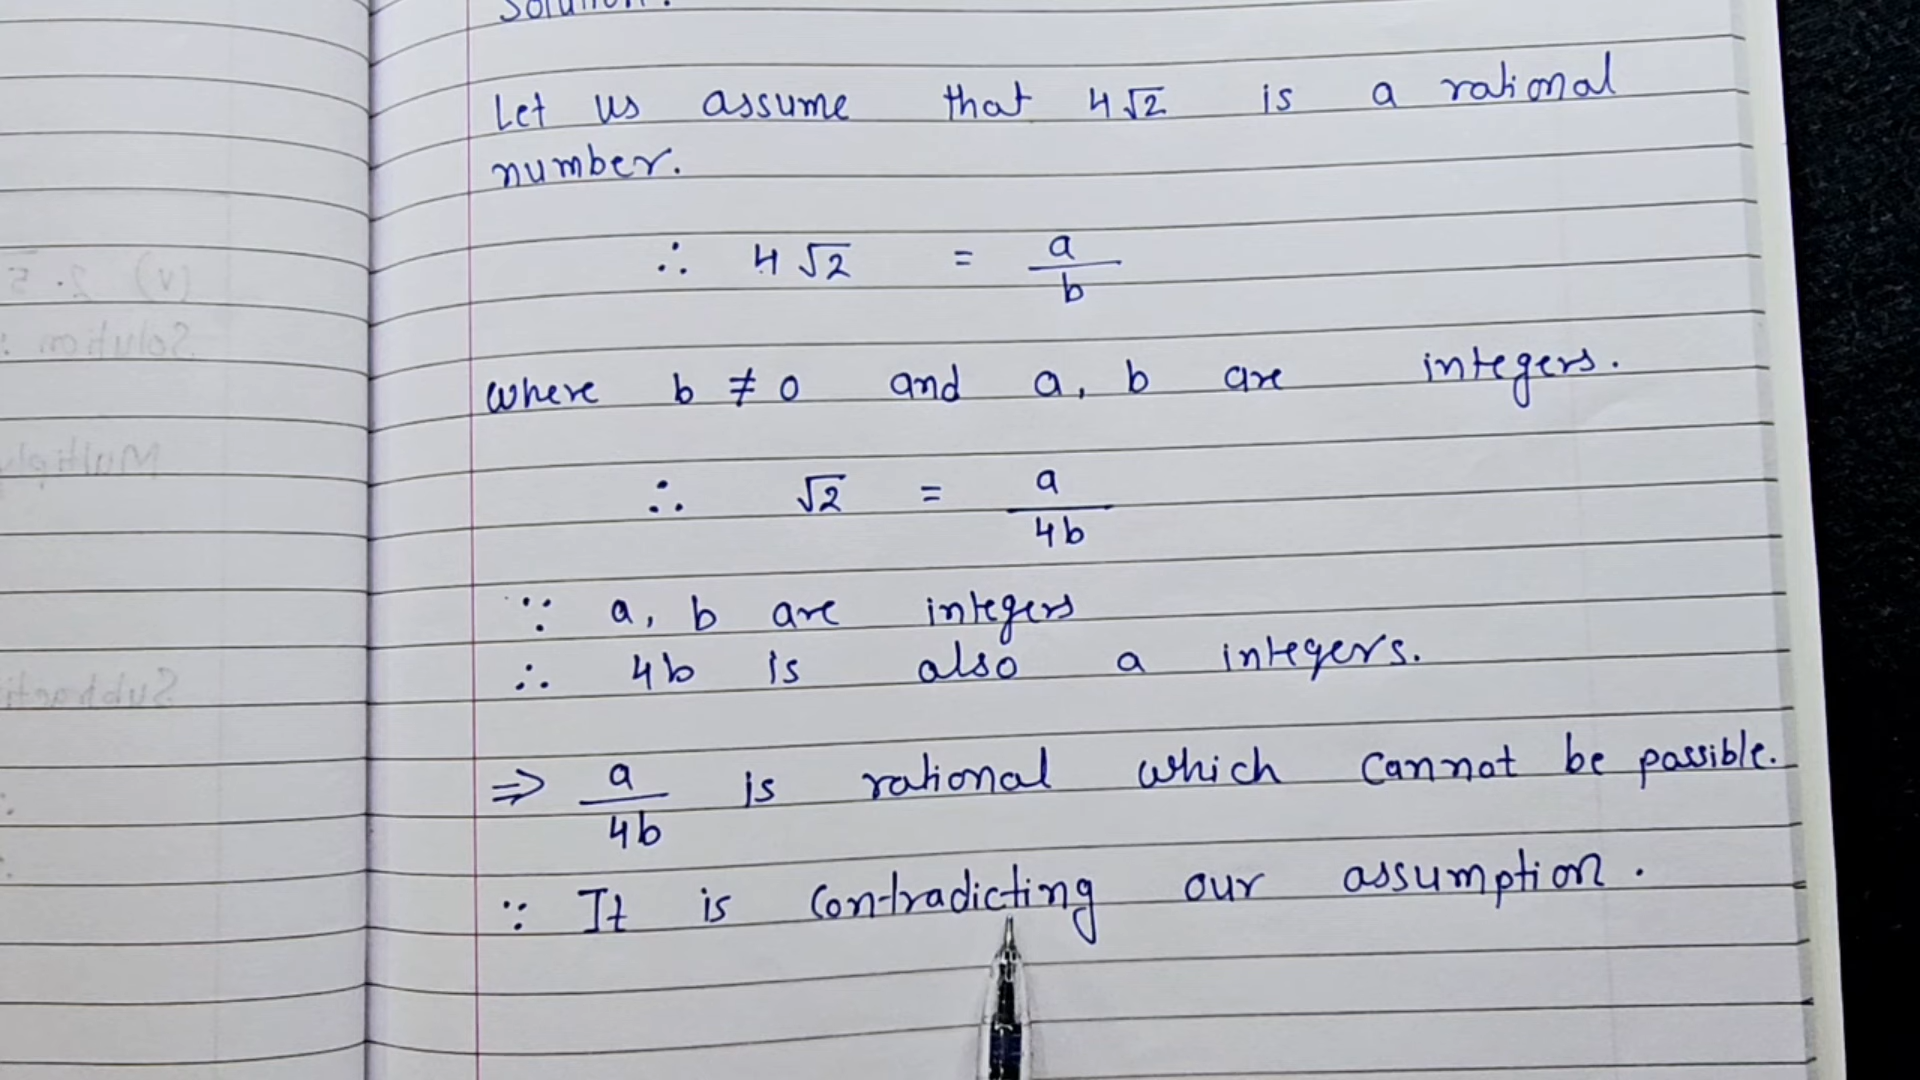 Solution :
Let us assume that 4√2 is a rational
number.
∴ 4√2 = a/b
where b ≠ 0 and a, b are integers.
∴ √2 = a/4b
∵ a, b are integers
∴ 4b is also a integers.
⇒ a/4b is rational which cannot be possible.
∵ It is contradicting our assumption.